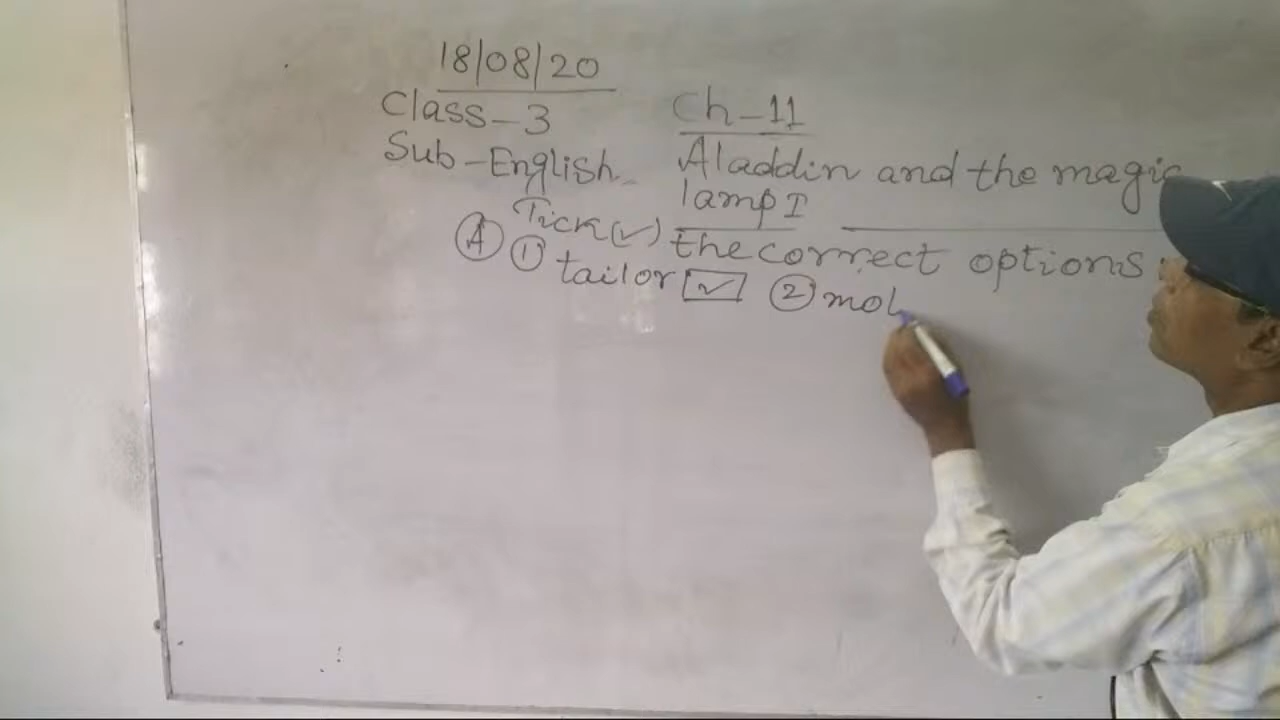 18/08/20
Class-3
Sub-English
Ch-11
Aladdin and the magic
lamp I
Tick(✓) the correct options.
Ⓐ ① tailor ☑ ② mol